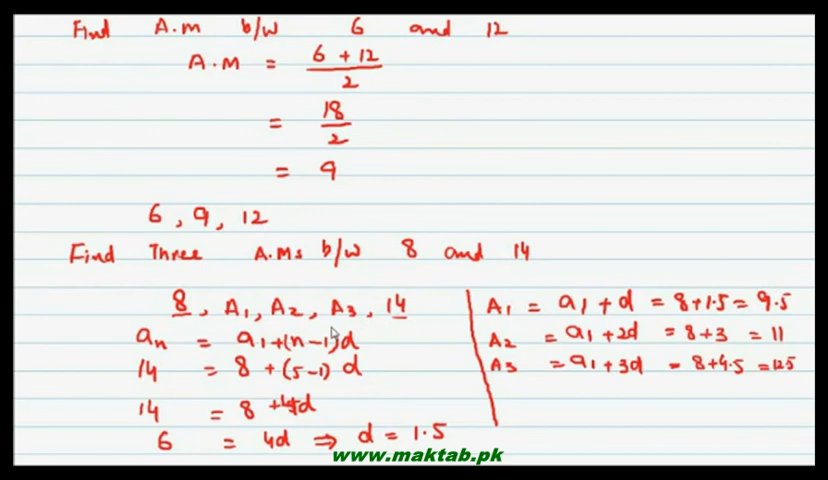 Find A.M b/w 6 and 12
A.M = 6 + 12 / 2
= 18 / 2
= 9
6, 9, 12
Find Three A.Ms b/w 8 and 14
8, A1, A2, A3, 14
an = a1+(n-1)d
14 = 8 + (5-1) d
14 = 8 +4d
6 = 4d ⇒ d = 1.5
A1 = a1 + d = 8+1.5 = 9.5
A2 = a1 + 2d = 8+3 = 11
A3 = a1 + 3d = 8+4.5 = 12.5
www.maktab.pk